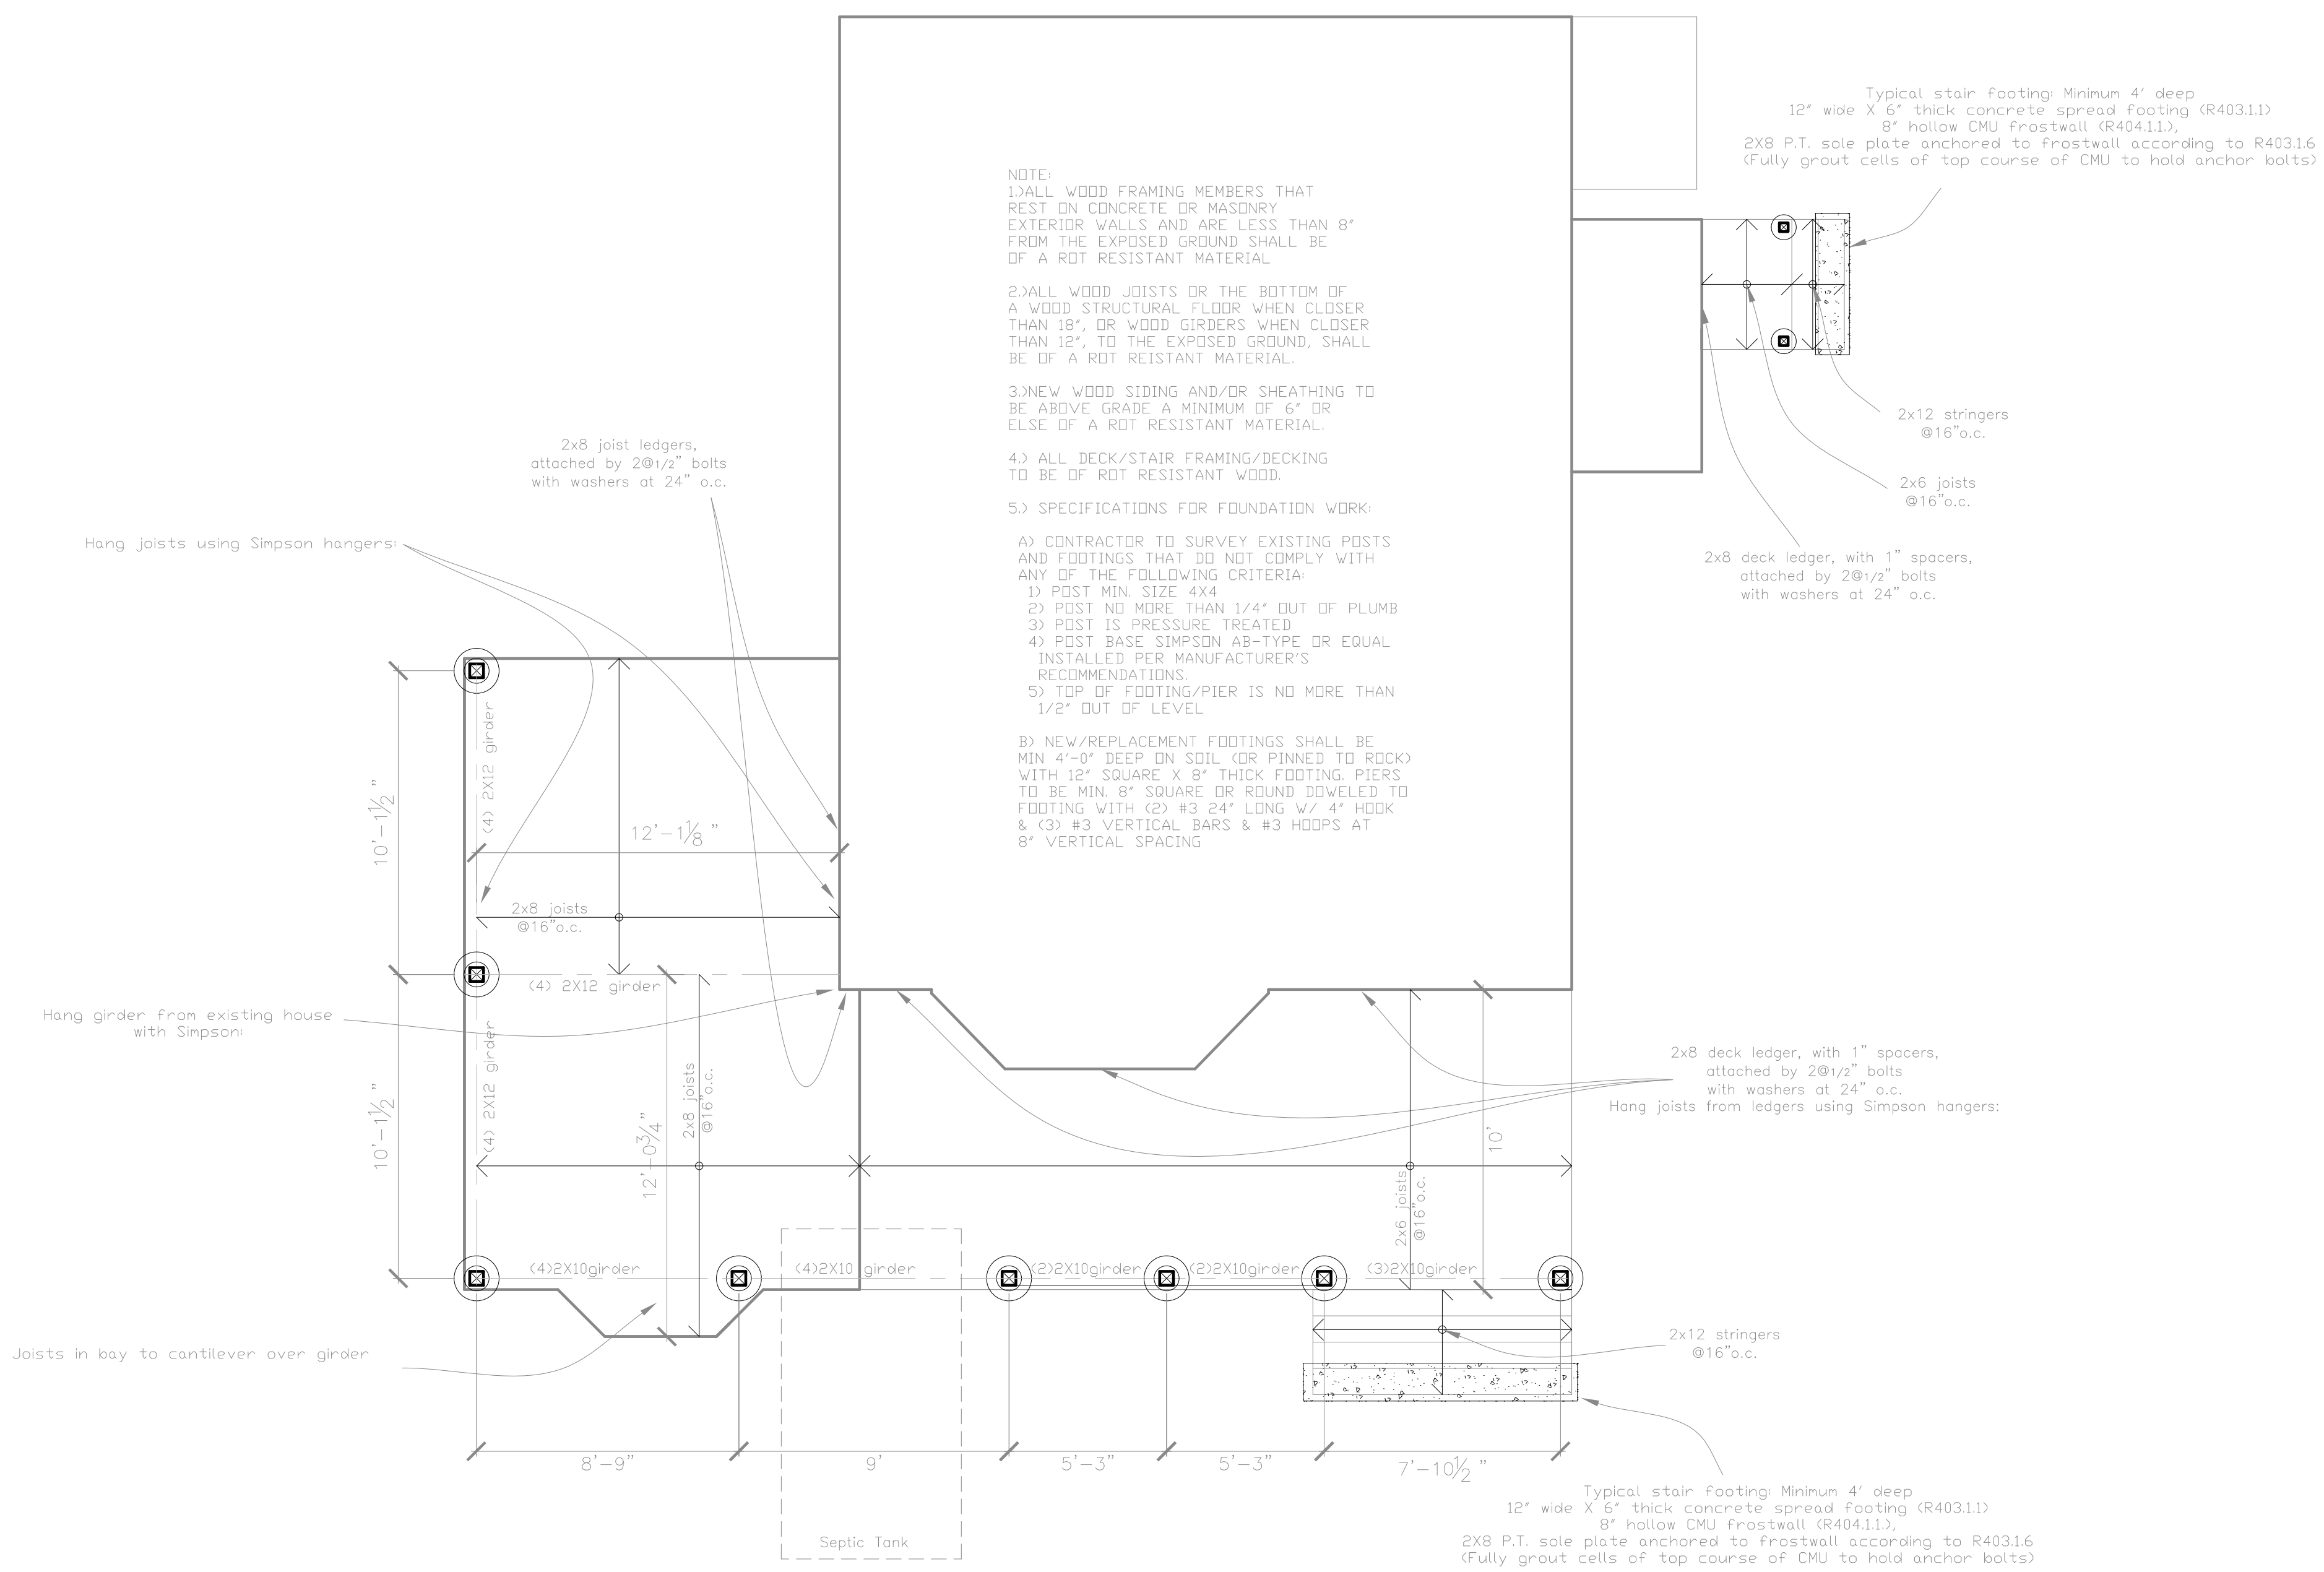 Typical stair footing: Minimum 4' deep
12" wide X 6" thick concrete spread footing (R403.1.1)
8" hollow CMU frostwall (R404.1.1.),
2X8 P.T. sole plate anchored to frostwall according to R403.1.6
(Fully grout cells of top course of CMU to hold anchor bolts)
NOTE:
1.)ALL WOOD FRAMING MEMBERS THAT
REST ON CONCRETE OR MASONRY
EXTERIOR WALLS AND ARE LESS THAN 8"
FROM THE EXPOSED GROUND SHALL BE
OF A ROT RESISTANT MATERIAL
2.)ALL WOOD JOISTS OR THE BOTTOM OF
A WOOD STRUCTURAL FLOOR WHEN CLOSER
THAN 18", OR WOOD GIRDERS WHEN CLOSER
THAN 12", TO THE EXPOSED GROUND, SHALL
BE OF A ROT REISTANT MATERIAL.
3.)NEW WOOD SIDING AND/OR SHEATHING TO
BE ABOVE GRADE A MINIMUM OF 6" OR
ELSE OF A ROT RESISTANT MATERIAL.
4.) ALL DECK/STAIR FRAMING/DECKING
TO BE OF ROT RESISTANT WOOD.
5.) SPECIFICATIONS FOR FOUNDATION WORK:
A) CONTRACTOR TO SURVEY EXISTING POSTS
AND FOOTINGS THAT DO NOT COMPLY WITH
ANY OF THE FOLLOWING CRITERIA:
1) POST MIN. SIZE 4X4
2) POST NO MORE THAN 1/4" OUT OF PLUMB
3) POST IS PRESSURE TREATED
4) POST BASE SIMPSON AB-TYPE OR EQUAL
INSTALLED PER MANUFACTURER'S
RECOMMENDATIONS.
5) TOP OF FOOTING/PIER IS NO MORE THAN
1/2" OUT OF LEVEL
B) NEW/REPLACEMENT FOOTINGS SHALL BE
MIN 4'-0" DEEP ON SOIL (OR PINNED TO ROCK)
WITH 12" SQUARE X 8" THICK FOOTING. PIERS
TO BE MIN. 8" SQUARE OR ROUND DOWELED TO
FOOTING WITH (2) #3 24" LONG W/ 4" HOOK
& (3) #3 VERTICAL BARS & #3 HOOPS AT
8" VERTICAL SPACING
2x12 stringers
@16"o.c.
2x6 joists
@16"o.c.
2x8 deck ledger, with 1" spacers,
attached by 2@1/2" bolts
with washers at 24" o.c.
2x8 joist ledgers,
attached by 2@1/2" bolts
with washers at 24" o.c.
Hang joists using Simpson hangers:
(4) 2X12 girder
10'-1½"
12'-1⅛"
2x8 joists
@16"o.c.
(4) 2X12 girder
Hang girder from existing house
with Simpson:
(4) 2X12 girder
10'-1½"
12'-0¾"
2x8 joists
@16"o.c.
2x8 deck ledger, with 1" spacers,
attached by 2@1/2" bolts
with washers at 24" o.c.
Hang joists from ledgers using Simpson hangers:
10'
2x6 joists
@16"o.c.
(4)2X10girder
(4)2X10 girder
(2)2X10girder
(2)2X10girder
(3)2X10girder
Joists in bay to cantilever over girder
2x12 stringers
@16"o.c.
8'-9"
9'
5'-3"
5'-3"
7'-10½"
Septic Tank
Typical stair footing: Minimum 4' deep
12" wide X 6" thick concrete spread footing (R403.1.1)
8" hollow CMU frostwall (R404.1.1.),
2X8 P.T. sole plate anchored to frostwall according to R403.1.6
(Fully grout cells of top course of CMU to hold anchor bolts)